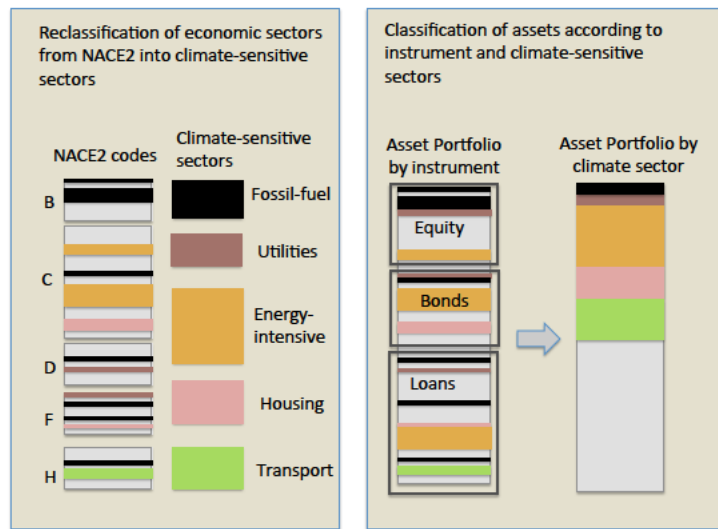 Reclassification of economic sectors
from NACE2 into climate-sensitive
sectors
NACE2 codes
Climate-sensitive
sectors
B
C
D
F
H
Fossil-fuel
Utilities
Energy-
intensive
Housing
Transport
Classification of assets according to
instrument and climate-sensitive
sectors
Asset Portfolio
by instrument
Asset Portfolio by
climate sector
Equity
Bonds
Loans